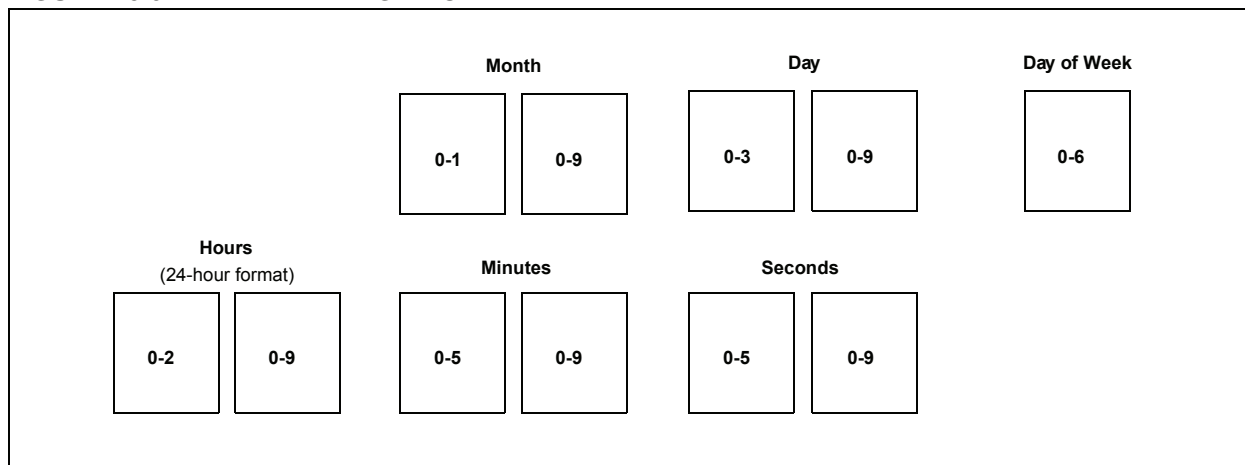 Month Day Day of Week
0-1 0-9 0-3 0-9 0-6
Hours
(24-hour format) Minutes Seconds
0-2 0-9 0-5 0-9 0-5 0-9